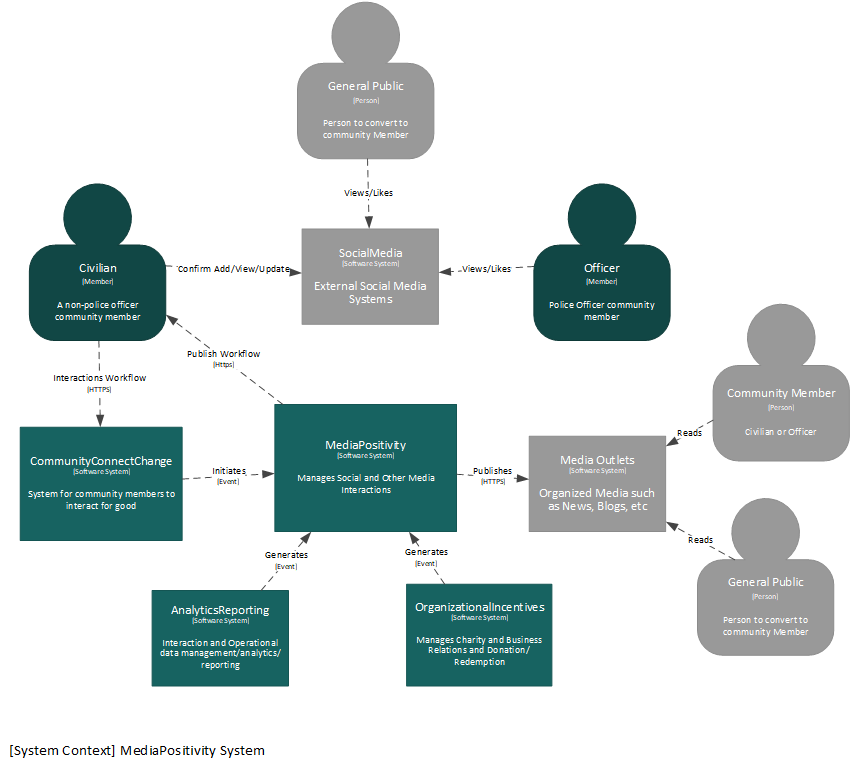 General Public
[Person]
Person to convert to
community Member
Views/Likes
Civilian
[Member]
A non-police officer
community member
Confirm Add/View/Update
SocialMedia
[Software System]
External Social Media
Systems
Views/Likes
Officer
[Member]
Police Officer community
member
Publish Workflow
[Https]
Interactions Workflow
[HTTPS]
Community Member
[Person]
Civilian or Officer
Reads
CommunityConnectChange
[Software System]
System for community members to
interact for good
Initiates
[Event]
MediaPositivity
[Software System]
Manages Social and Other Media
Interactions
Publishes
[HTTPS]
Media Outlets
[Software System]
Organized Media such
as News, Blogs, etc
Reads
General Public
[Person]
Person to convert to
community Member
Generates
[Event]
Generates
[Event]
AnalyticsReporting
[Software System]
Interaction and Operational
data management/analytics/
reporting
OrganizationalIncentives
[Software System]
Manages Charity and Business
Relations and Donation/
Redemption
[System Context] MediaPositivity System